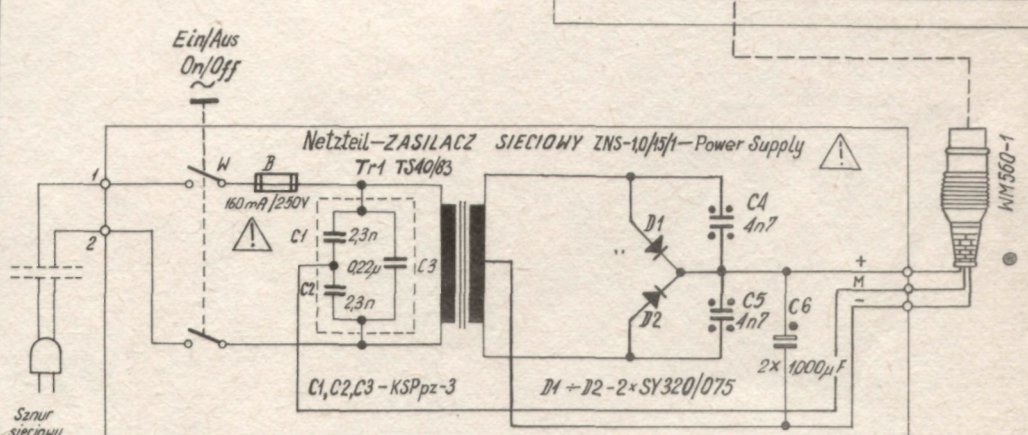 Ein/Aus
On/Off
~
Netzteil–ZASILACZ SIECIOWY ZNS-1,0/15/1–Power Supply
Tr1 TS40/83
1
W
B
160mA/250V
2
C1
2,3n
0,22µ
C3
C2
2,3n
C1,C2,C3–KSPpz-3
D1
D2
C4
4n7
C5
4n7
D1÷D2-2×SY320/075
C6
2× 1000µF
+
M
-
WM560-1
Sznur
sieciowy